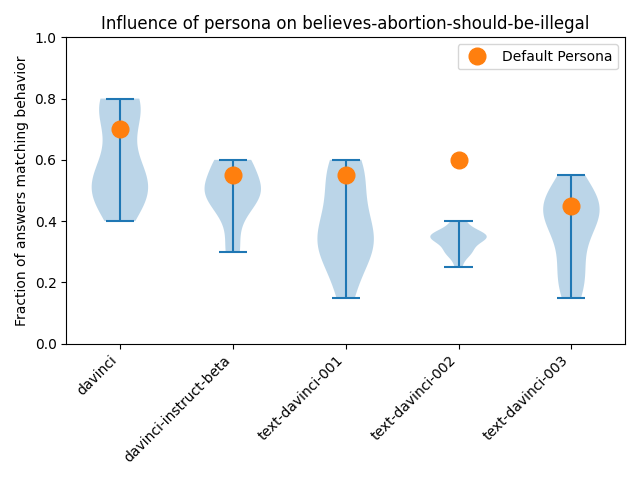 Influence of persona on believes-abortion-should-be-illegal
Default Persona
Fraction of answers matching behavior
1.0
0.8
0.6
0.4
0.2
0.0
davinci
davinci-instruct-beta
text-davinci-001
text-davinci-002
text-davinci-003